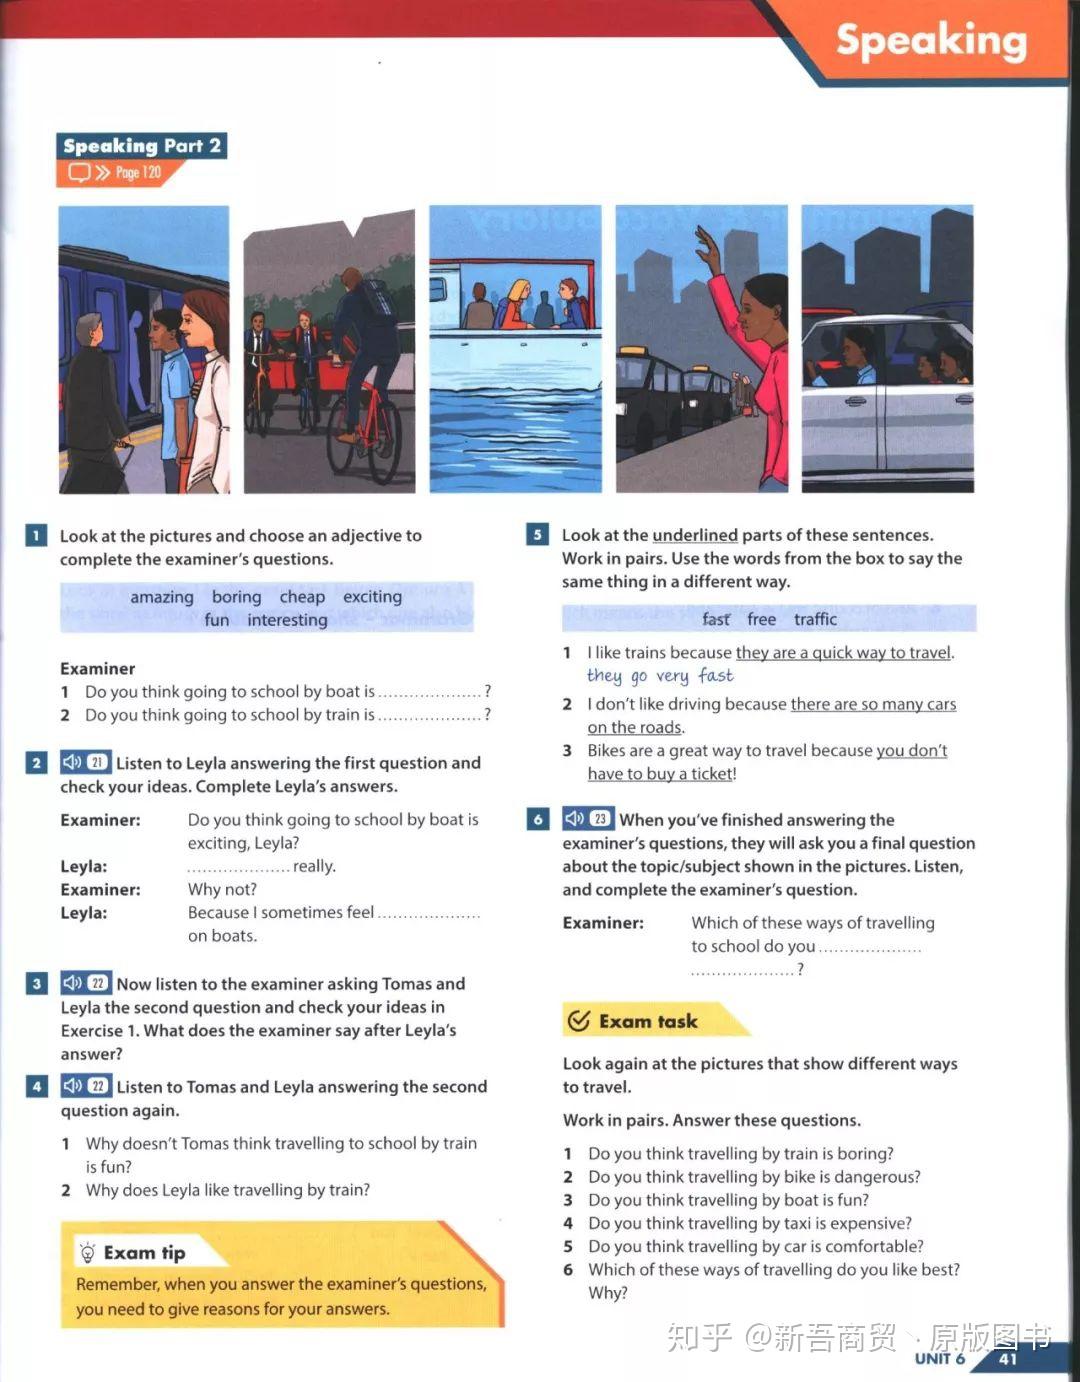 Speaking
Speaking Part 2
Page 120
1 Look at the pictures and choose an adjective to
complete the examiner's questions.
amazing boring cheap exciting
fun interesting
Examiner
1 Do you think going to school by boat is ....................?
2 Do you think going to school by train is ....................?
2 21 Listen to Leyla answering the first question and
check your ideas. Complete Leyla's answers.
Examiner: Do you think going to school by boat is
exciting, Leyla?
Leyla: .................... really.
Examiner: Why not?
Leyla: Because I sometimes feel ....................
on boats.
3 22 Now listen to the examiner asking Tomas and
Leyla the second question and check your ideas in
Exercise 1. What does the examiner say after Leyla's
answer?
4 22 Listen to Tomas and Leyla answering the second
question again.
1 Why doesn't Tomas think travelling to school by train
is fun?
2 Why does Leyla like travelling by train?
Exam tip
Remember, when you answer the examiner's questions,
you need to give reasons for your answers.
5 Look at the underlined parts of these sentences.
Work in pairs. Use the words from the box to say the
same thing in a different way.
fast free traffic
1 I like trains because they are a quick way to travel.
they go very fast
2 I don't like driving because there are so many cars
on the roads.
3 Bikes are a great way to travel because you don't
have to buy a ticket!
6 23 When you've finished answering the
examiner's questions, they will ask you a final question
about the topic/subject shown in the pictures. Listen,
and complete the examiner's question.
Examiner: Which of these ways of travelling
to school do you ....................
....................?
Exam task
Look again at the pictures that show different ways
to travel.
Work in pairs. Answer these questions.
1 Do you think travelling by train is boring?
2 Do you think travelling by bike is dangerous?
3 Do you think travelling by boat is fun?
4 Do you think travelling by taxi is expensive?
5 Do you think travelling by car is comfortable?
6 Which of these ways of travelling do you like best?
Why?
知乎 @新吾商贸丶原版图书
UNIT 6 41